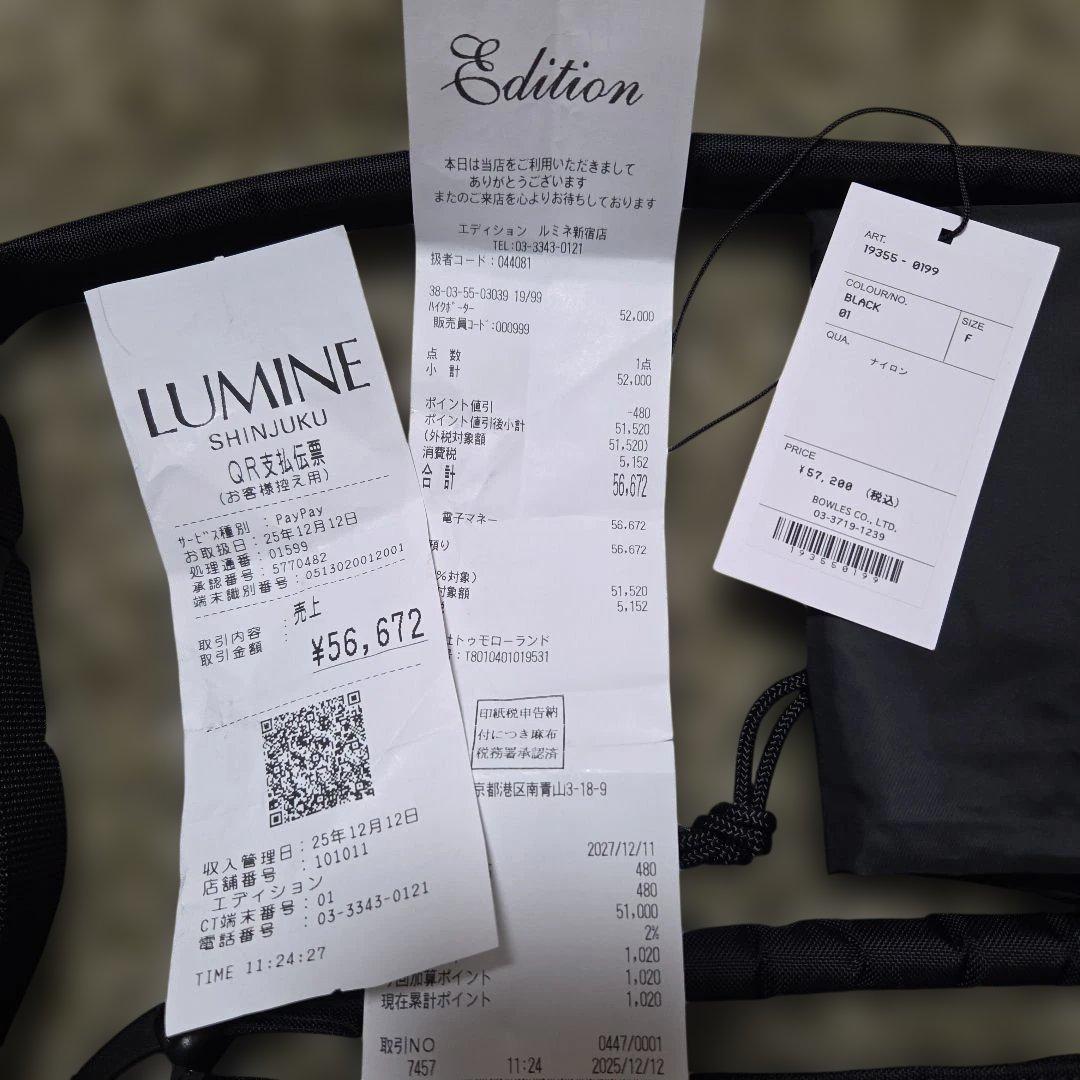 LUMINE
SHINJUKU
QR支払伝票
(お客様控え用)
サービス種別 : PayPay
お取扱日 : 25年12月12日
処理通番 : 01599
承認番号 : 5770482
端末識別番号 : 0513020012001
取引内容 : 売上
取引金額 : ¥56,672
収入管理日 : 25年12月12日
店舗番号 : 101011
エディション
CT端末番号 : 01
電話番号 : 03-3343-0121
TIME 11:24:27
Edition
本日は当店をご利用いただきまして
ありがとうございます
またのご来店を心よりお待ちしております
エディション ルミネ新宿店
TEL:03-3343-0121
扱者コード:044081
38-03-55-03039 19/99
ハイクポーター 52,000
販売員コード:000999
点 数 1点
小 計 52,000
ポイント値引 -480
ポイント値引後小計 51,520
(外税対象額 51,520)
消費税 5,152
合計 56,672
電子マネー 56,672
預り 56,672
%対象)
対象額 51,520
5,152
社トゥモローランド
:T8010401019531
印紙税申告納
付につき麻布
税務署承認済
京都港区南青山3-18-9
2027/12/11
480
480
51,000
2%
1,020
今回加算ポイント 1,020
現在累計ポイント 1,020
取引NO 0447/0001
7457 11:24 2025/12/12
ART.
19355 - 0199
COLOUR/NO.
BLACK
01
SIZE
F
QUA.
ナイロン
PRICE
¥57,200 (税込)
BOWLES CO., LTD.
03-3719-1239
193550199